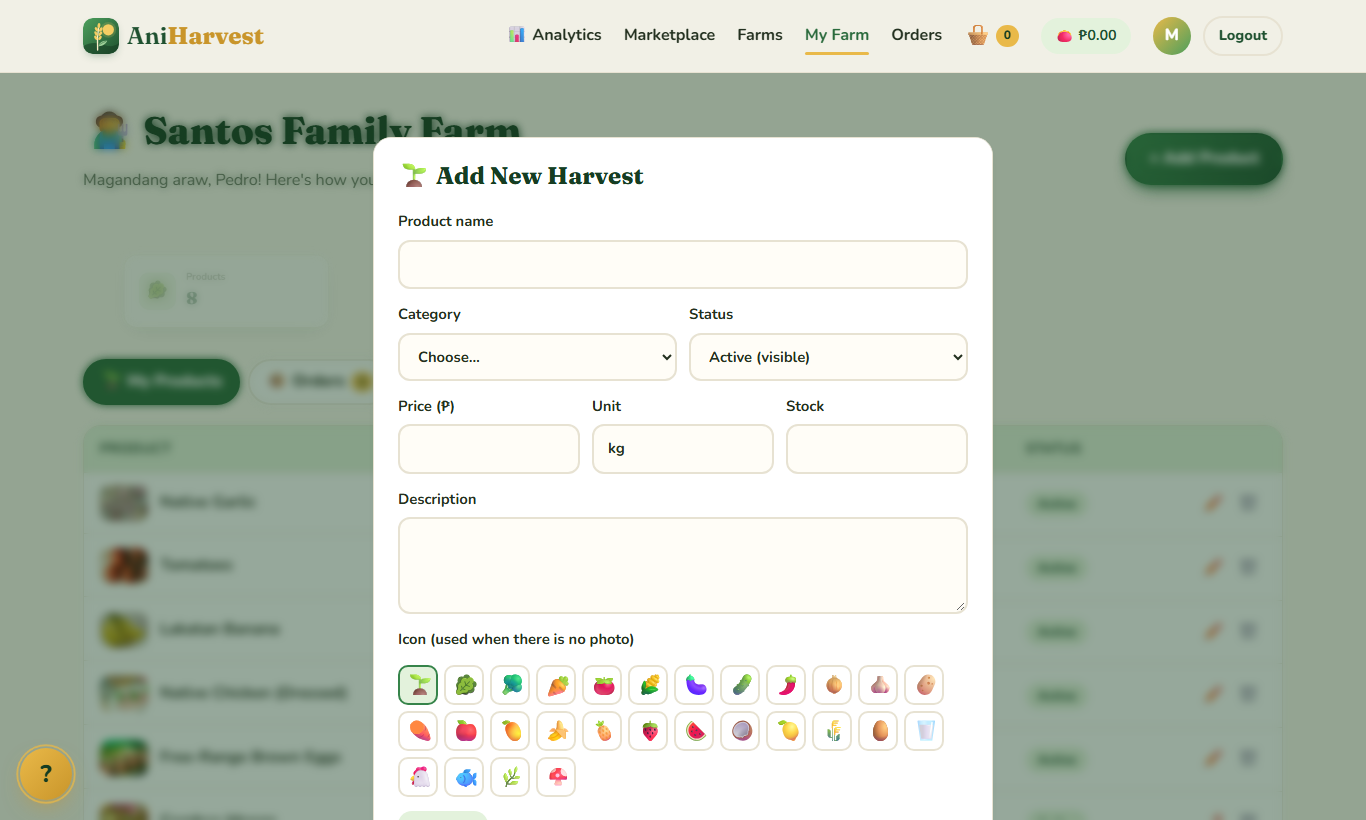 AniHarvest
Analytics Marketplace Farms My Farm Orders 0 ₱0.00 M Logout
Santos Family Farm
Magandang araw, Pedro! Here's how you
+ Add Product
Add New Harvest
Product name
Products
8
Category Status
Choose... Active (visible)
My Products Orders
Price (₱) Unit Stock
kg
PRODUCT STATUS
Description
Native Garlic Active
Tomatoes Active
Lakatan Banana Active
Icon (used when there is no photo)
Native Chicken (Dressed) Active
Free-Range Brown Eggs Active
?